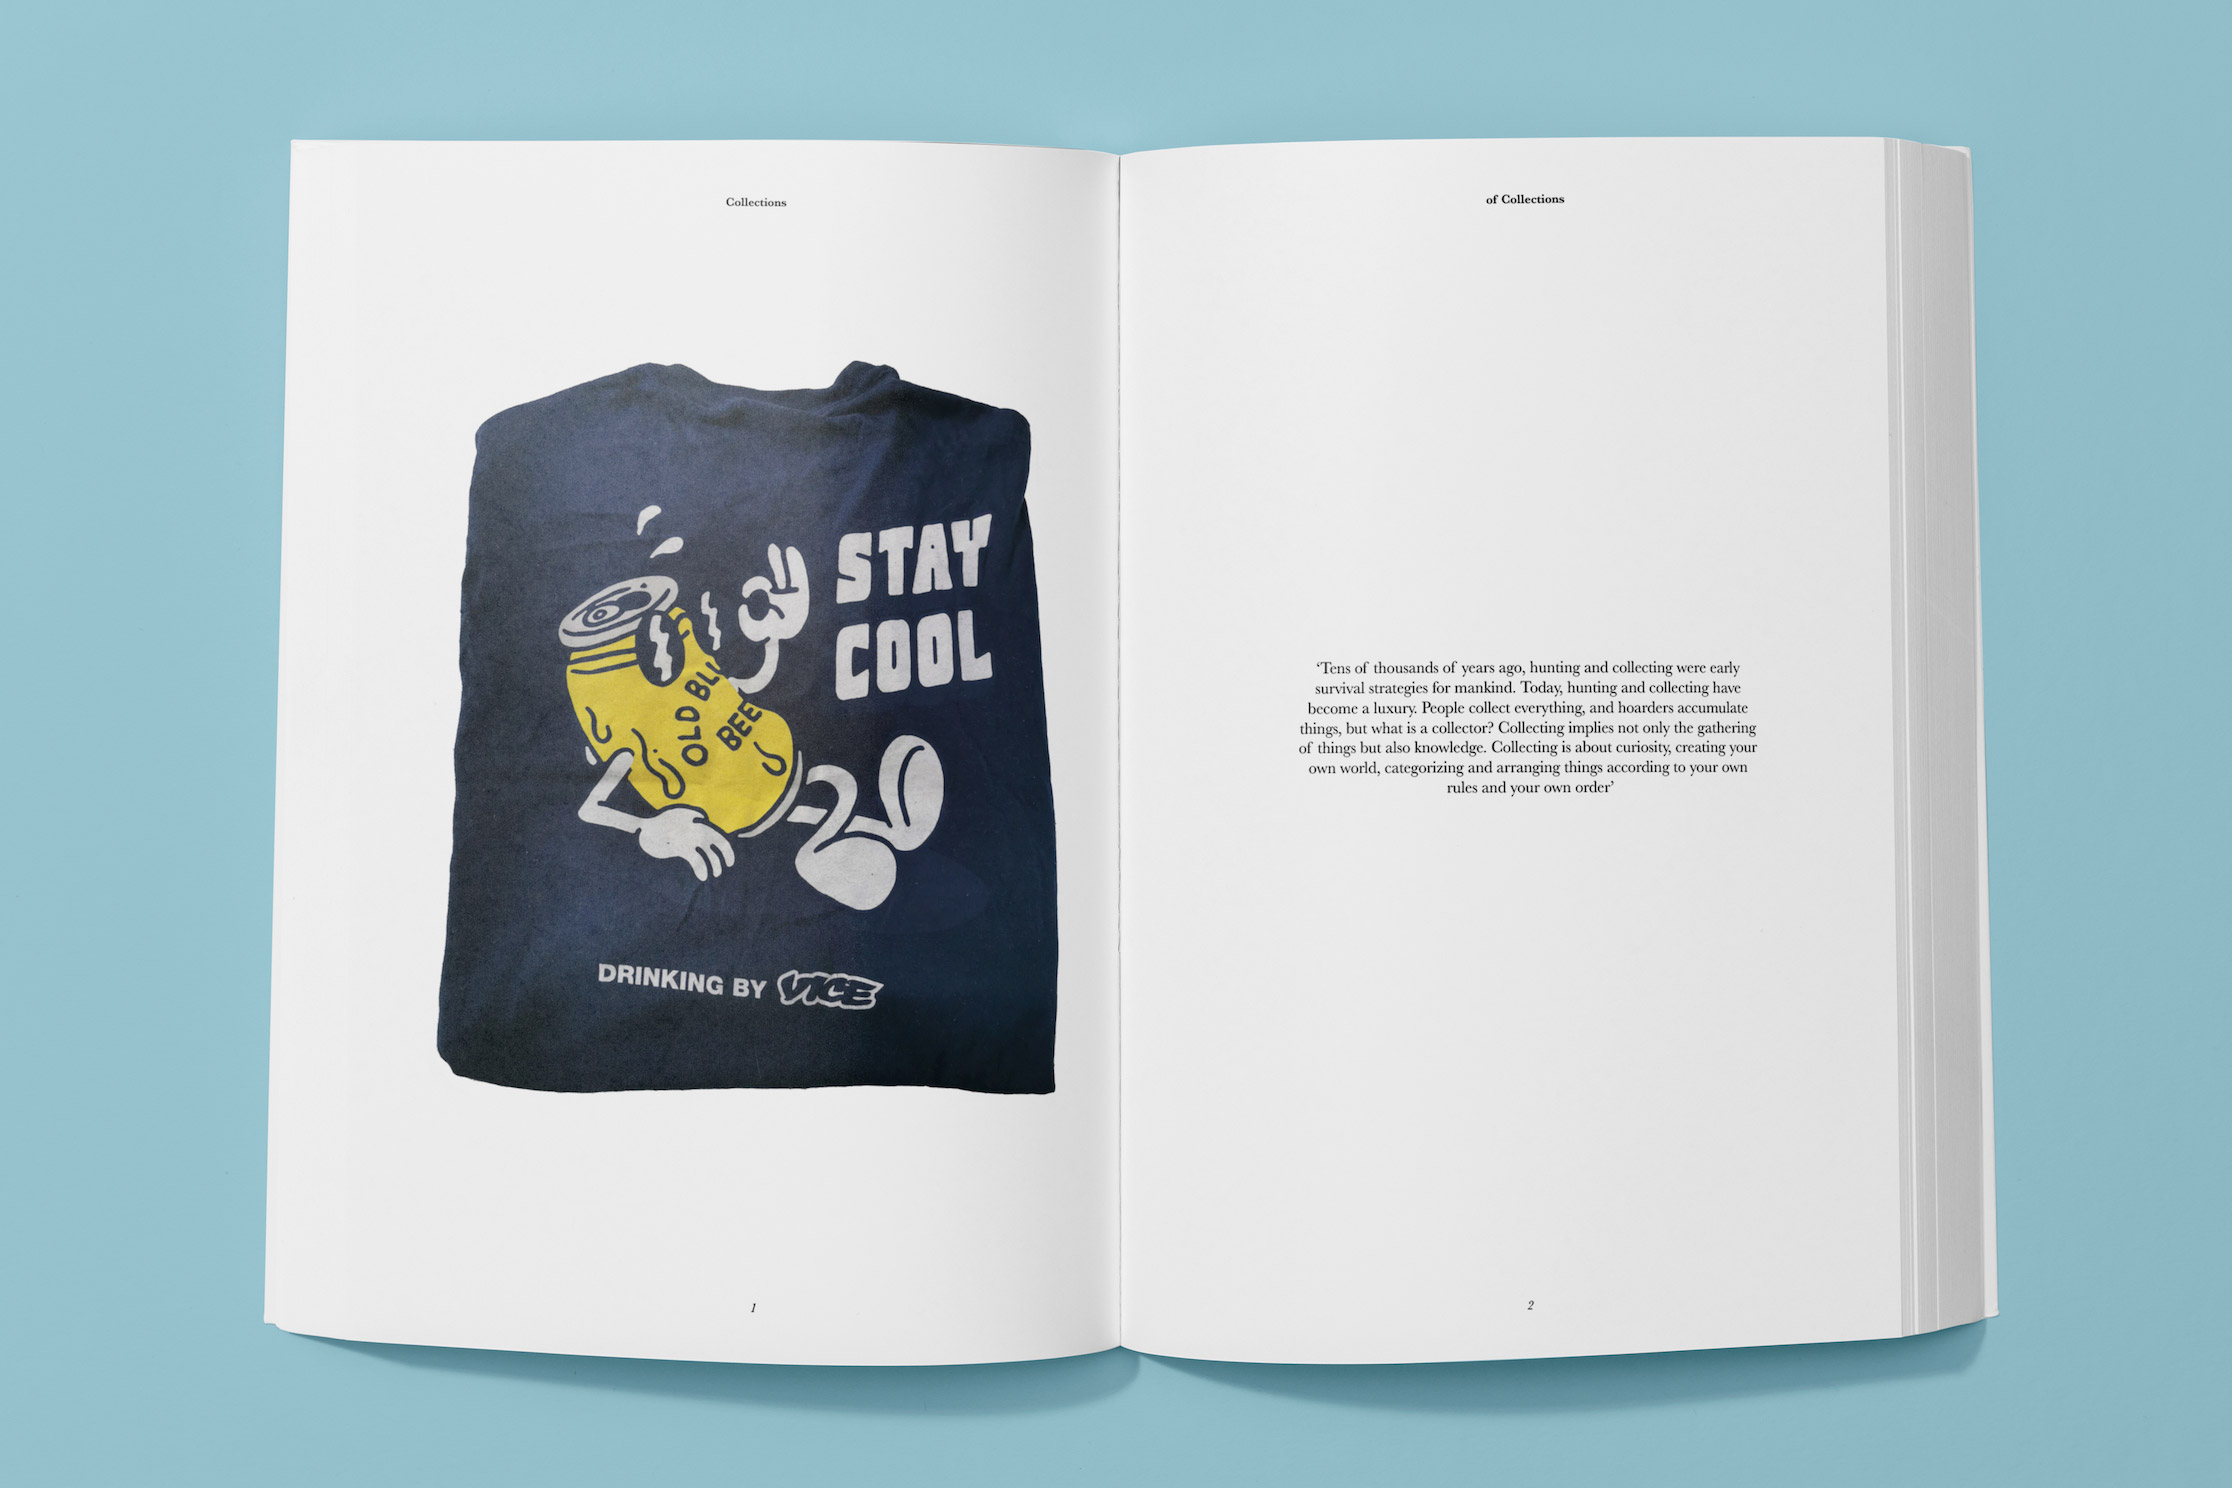 Collections
STAY
COOL
OLD BLU
BEE
DRINKING BY VICE
1
of Collections
‘Tens of thousands of years ago, hunting and collecting were early
survival strategies for mankind. Today, hunting and collecting have
become a luxury. People collect everything, and hoarders accumulate
things, but what is a collector? Collecting implies not only the gathering
of things but also knowledge. Collecting is about curiosity, creating your
own world, categorizing and arranging things according to your own
rules and your own order’
2